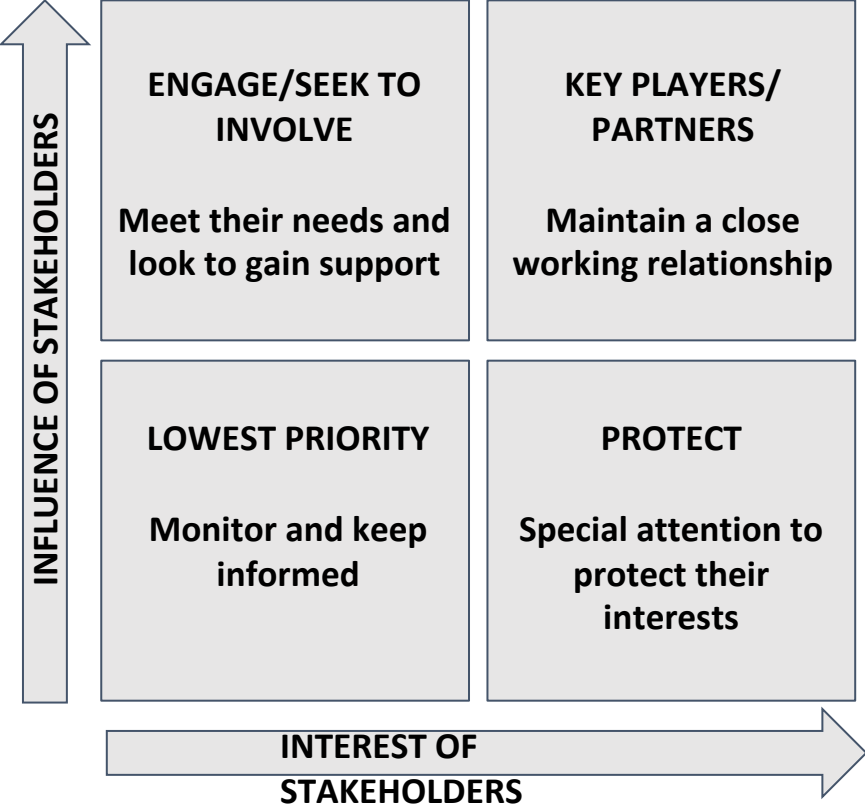 INFLUENCE OF STAKEHOLDERS
ENGAGE/SEEK TO
INVOLVE
Meet their needs and
look to gain support
KEY PLAYERS/
PARTNERS
Maintain a close
working relationship
LOWEST PRIORITY
Monitor and keep
informed
PROTECT
Special attention to
protect their
interests
INTEREST OF
STAKEHOLDERS